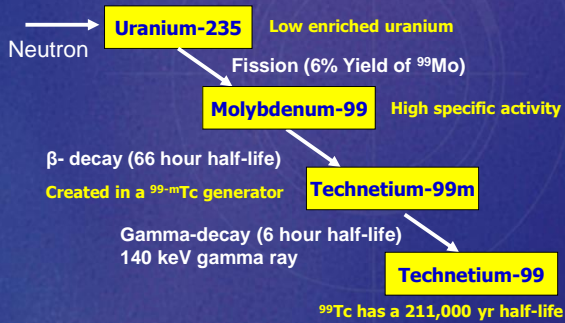 Uranium-235
Low enriched uranium
Neutron
Fission (6% Yield of ⁹⁹Mo)
Molybdenum-99
High specific activity
β- decay (66 hour half-life)
Created in a ⁹⁹⁻ᵐTc generator
Technetium-99m
Gamma-decay (6 hour half-life)
140 keV gamma ray
Technetium-99
⁹⁹Tc has a 211,000 yr half-life